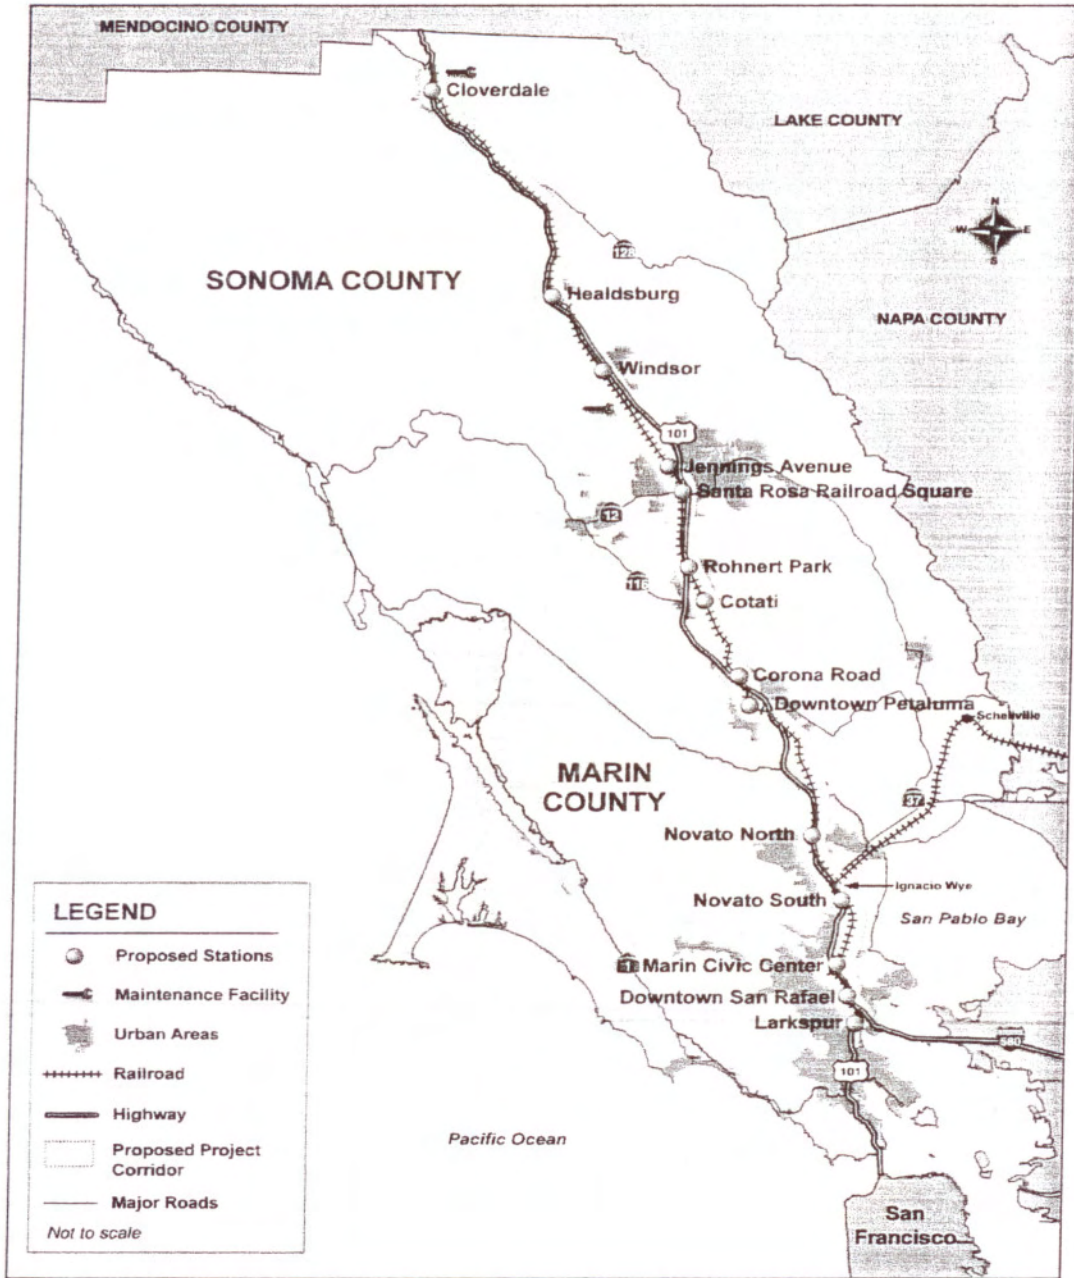 MENDOCINO COUNTY
Cloverdale
LAKE COUNTY
N
W E
S
SONOMA COUNTY
Healdsburg
NAPA COUNTY
Windsor
101
Jennings Avenue
Santa Rosa Railroad Square
12
Rohnert Park
Cotati
Corona Road
Downtown Petaluma
Schellville
MARIN
COUNTY
37
Novato North
Ignacio Wye
Novato South
San Pablo Bay
Marin Civic Center
Downtown San Rafael
Larkspur
580
101
Pacific Ocean
San
Francisco
LEGEND
Proposed Stations
Maintenance Facility
Urban Areas
Railroad
Highway
Proposed Project
Corridor
Major Roads
Not to scale